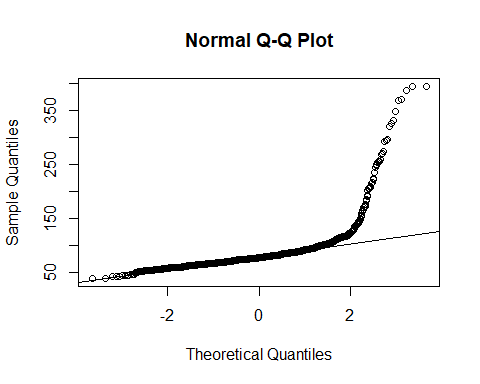 Normal Q-Q Plot
Sample Quantiles
350
250
150
50
-2 0 2
Theoretical Quantiles